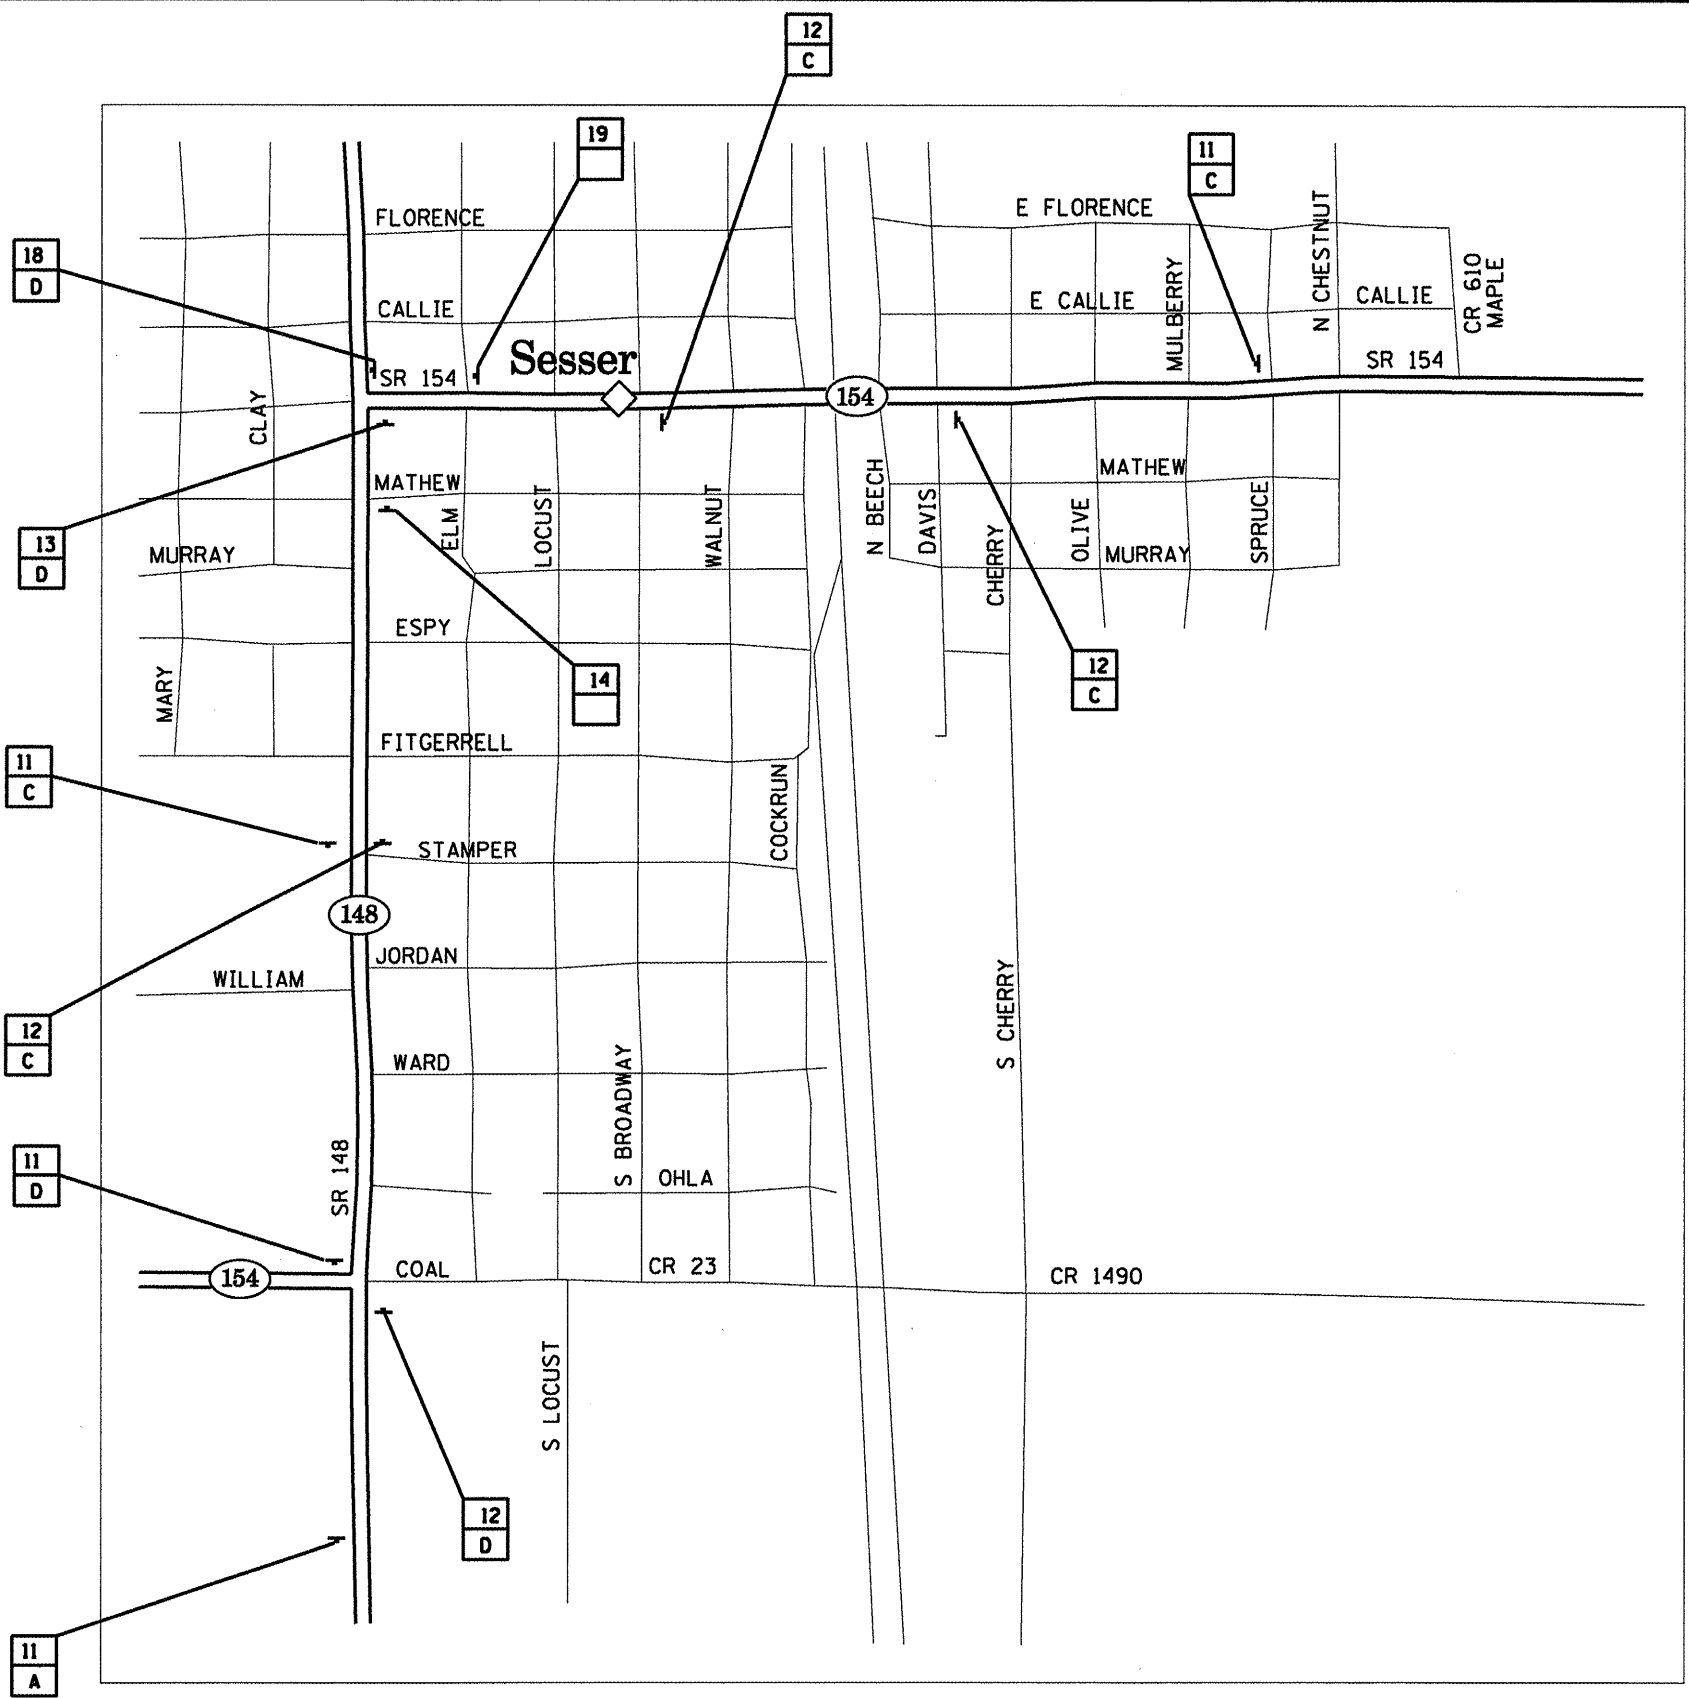 12
C
19
11
C
FLORENCE
E FLORENCE
N CHESTNUT
18
D
CALLIE
E CALLIE
MULBERRY
CALLIE
CR 610
MAPLE
Sesser
SR 154
SR 154
154
CLAY
MATHEW
MATHEW
ELM
LOCUST
WALNUT
N BEECH
DAVIS
CHERRY
OLIVE
SPRUCE
13
D
MURRAY
MURRAY
ESPY
14
12
C
MARY
FITGERRELL
11
C
COCKRUN
STAMPER
148
JORDAN
WILLIAM
S CHERRY
12
C
WARD
S BROADWAY
11
D
SR 148
OHLA
154
COAL
CR 23
CR 1490
S LOCUST
12
D
11
A